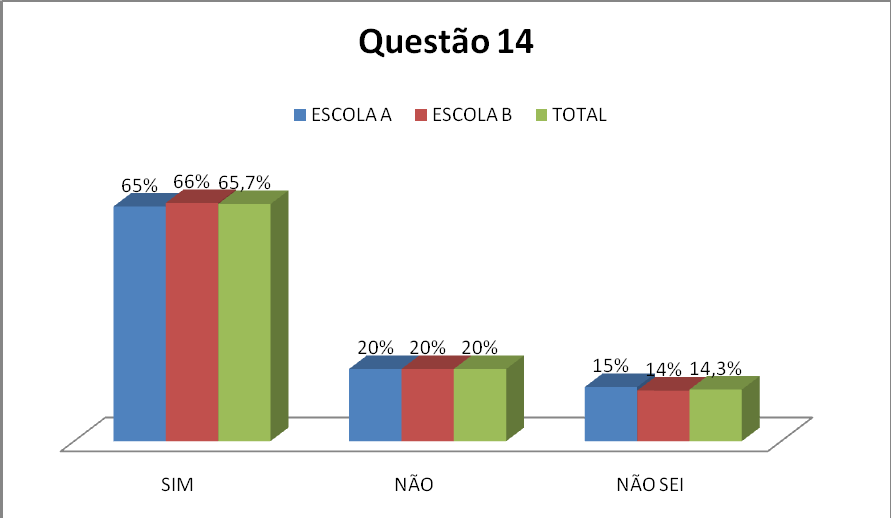 Questão 14
ESCOLA A ESCOLA B TOTAL
65% 66% 65,7%
20% 20% 20%
15% 14% 14,3%
SIM NÃO NÃO SEI